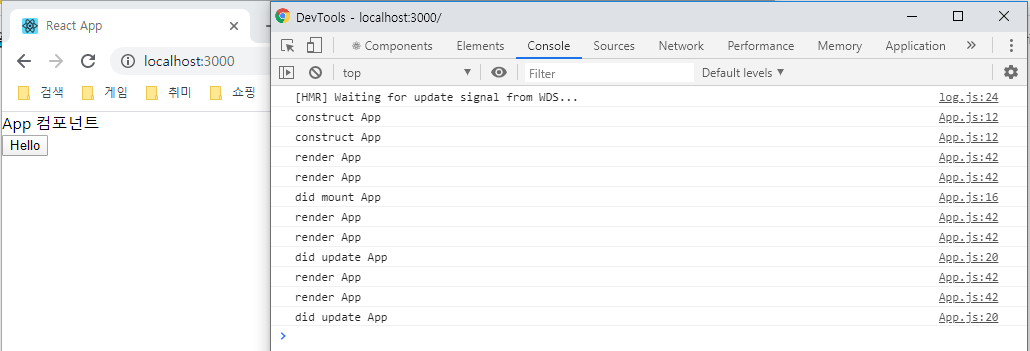 React App
localhost:3000
검색 게임 취미 쇼핑
App 컴포넌트
Hello
DevTools - localhost:3000/
Components Elements Console Sources Network Performance Memory Application »
top Filter Default levels
[HMR] Waiting for update signal from WDS... log.js:24
construct App App.js:12
construct App App.js:12
render App App.js:42
render App App.js:42
did mount App App.js:16
render App App.js:42
render App App.js:42
did update App App.js:20
render App App.js:42
render App App.js:42
did update App App.js:20